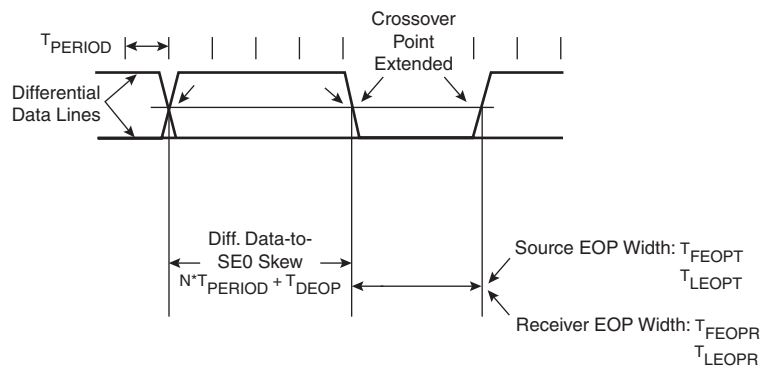 TPERIOD
Crossover
Point
Extended
Differential
Data Lines
Diff. Data-to-
SE0 Skew
N*TPERIOD + TDEOP
Source EOP Width: TFEOPT
TLEOPT
Receiver EOP Width: TFEOPR
TLEOPR